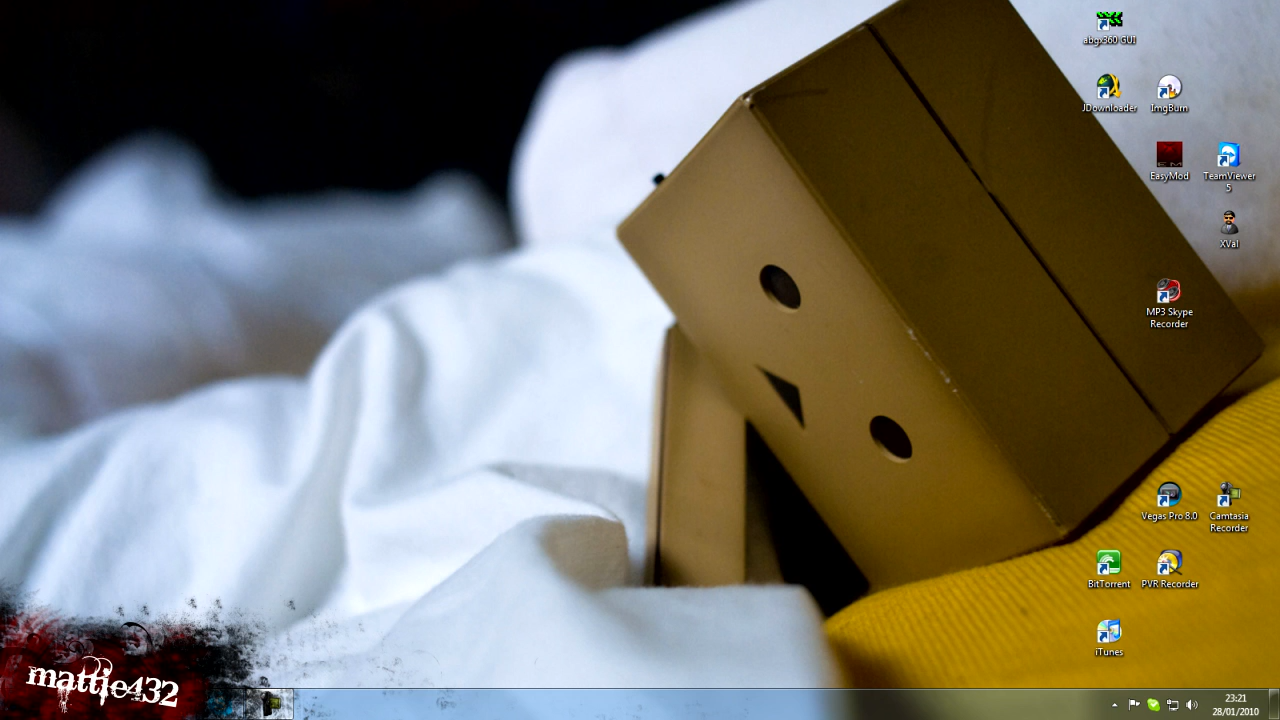 abgx360 GUI
JDownloader
ImgBurn
EasyMod
TeamViewer
5
XVal
MP3 Skype
Recorder
Vegas Pro 8.0
Camtasia
Recorder
BitTorrent
PVR Recorder
iTunes
mattie432
23:21
28/01/2010